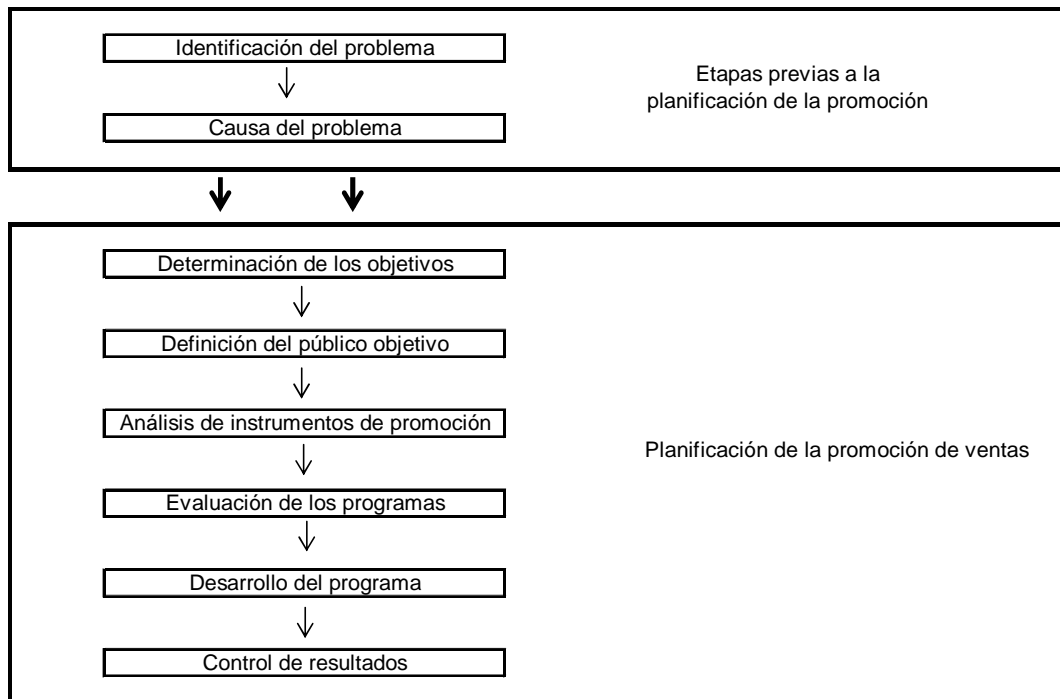 Identificación del problema
Etapas previas a la
planificación de la promoción
Causa del problema
Determinación de los objetivos
Definición del público objetivo
Análisis de instrumentos de promoción
Planificación de la promoción de ventas
Evaluación de los programas
Desarrollo del programa
Control de resultados